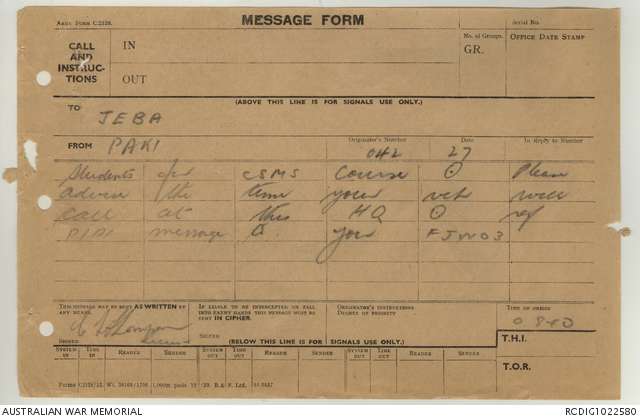 ARMY FORM C2128.
MESSAGE FORM
Serial No.
CALL AND INSTRUCTIONS
IN
OUT
No. of Groups.
GR.
OFFICE DATE STAMP
(ABOVE THIS LINE IS FOR SIGNALS USE ONLY.)
TO JEBA
FROM PAKI
Originator's Number 042
Date 27
In Reply to Number
Students for CSMS Course ⊙ Please
advise the time your veh will
call at this HQ ⊙ ref
PIPI message your FJW03
THIS MESSAGE MAY BE SENT AS WRITTEN BY ANY MEANS.
IF LIABLE TO BE INTERCEPTED OR FALL INTO ENEMY HANDS THIS MESSAGE MUST BE SENT IN CIPHER.
ORIGINATOR'S INSTRUCTIONS
DEGREE OF PRIORITY
TIME OF ORIGIN
SIGNED
SIGNED
(BELOW THIS LINE IS FOR SIGNALS USE ONLY.)
T.H.I.
SYSTEM IN TIME IN READER SENDER SYSTEM OUT TIME OUT READER SENDER SYSTEM OUT TIME OUT READER SENDER
T.O.R.
AUSTRALIAN WAR MEMORIAL
RCDIG1022580